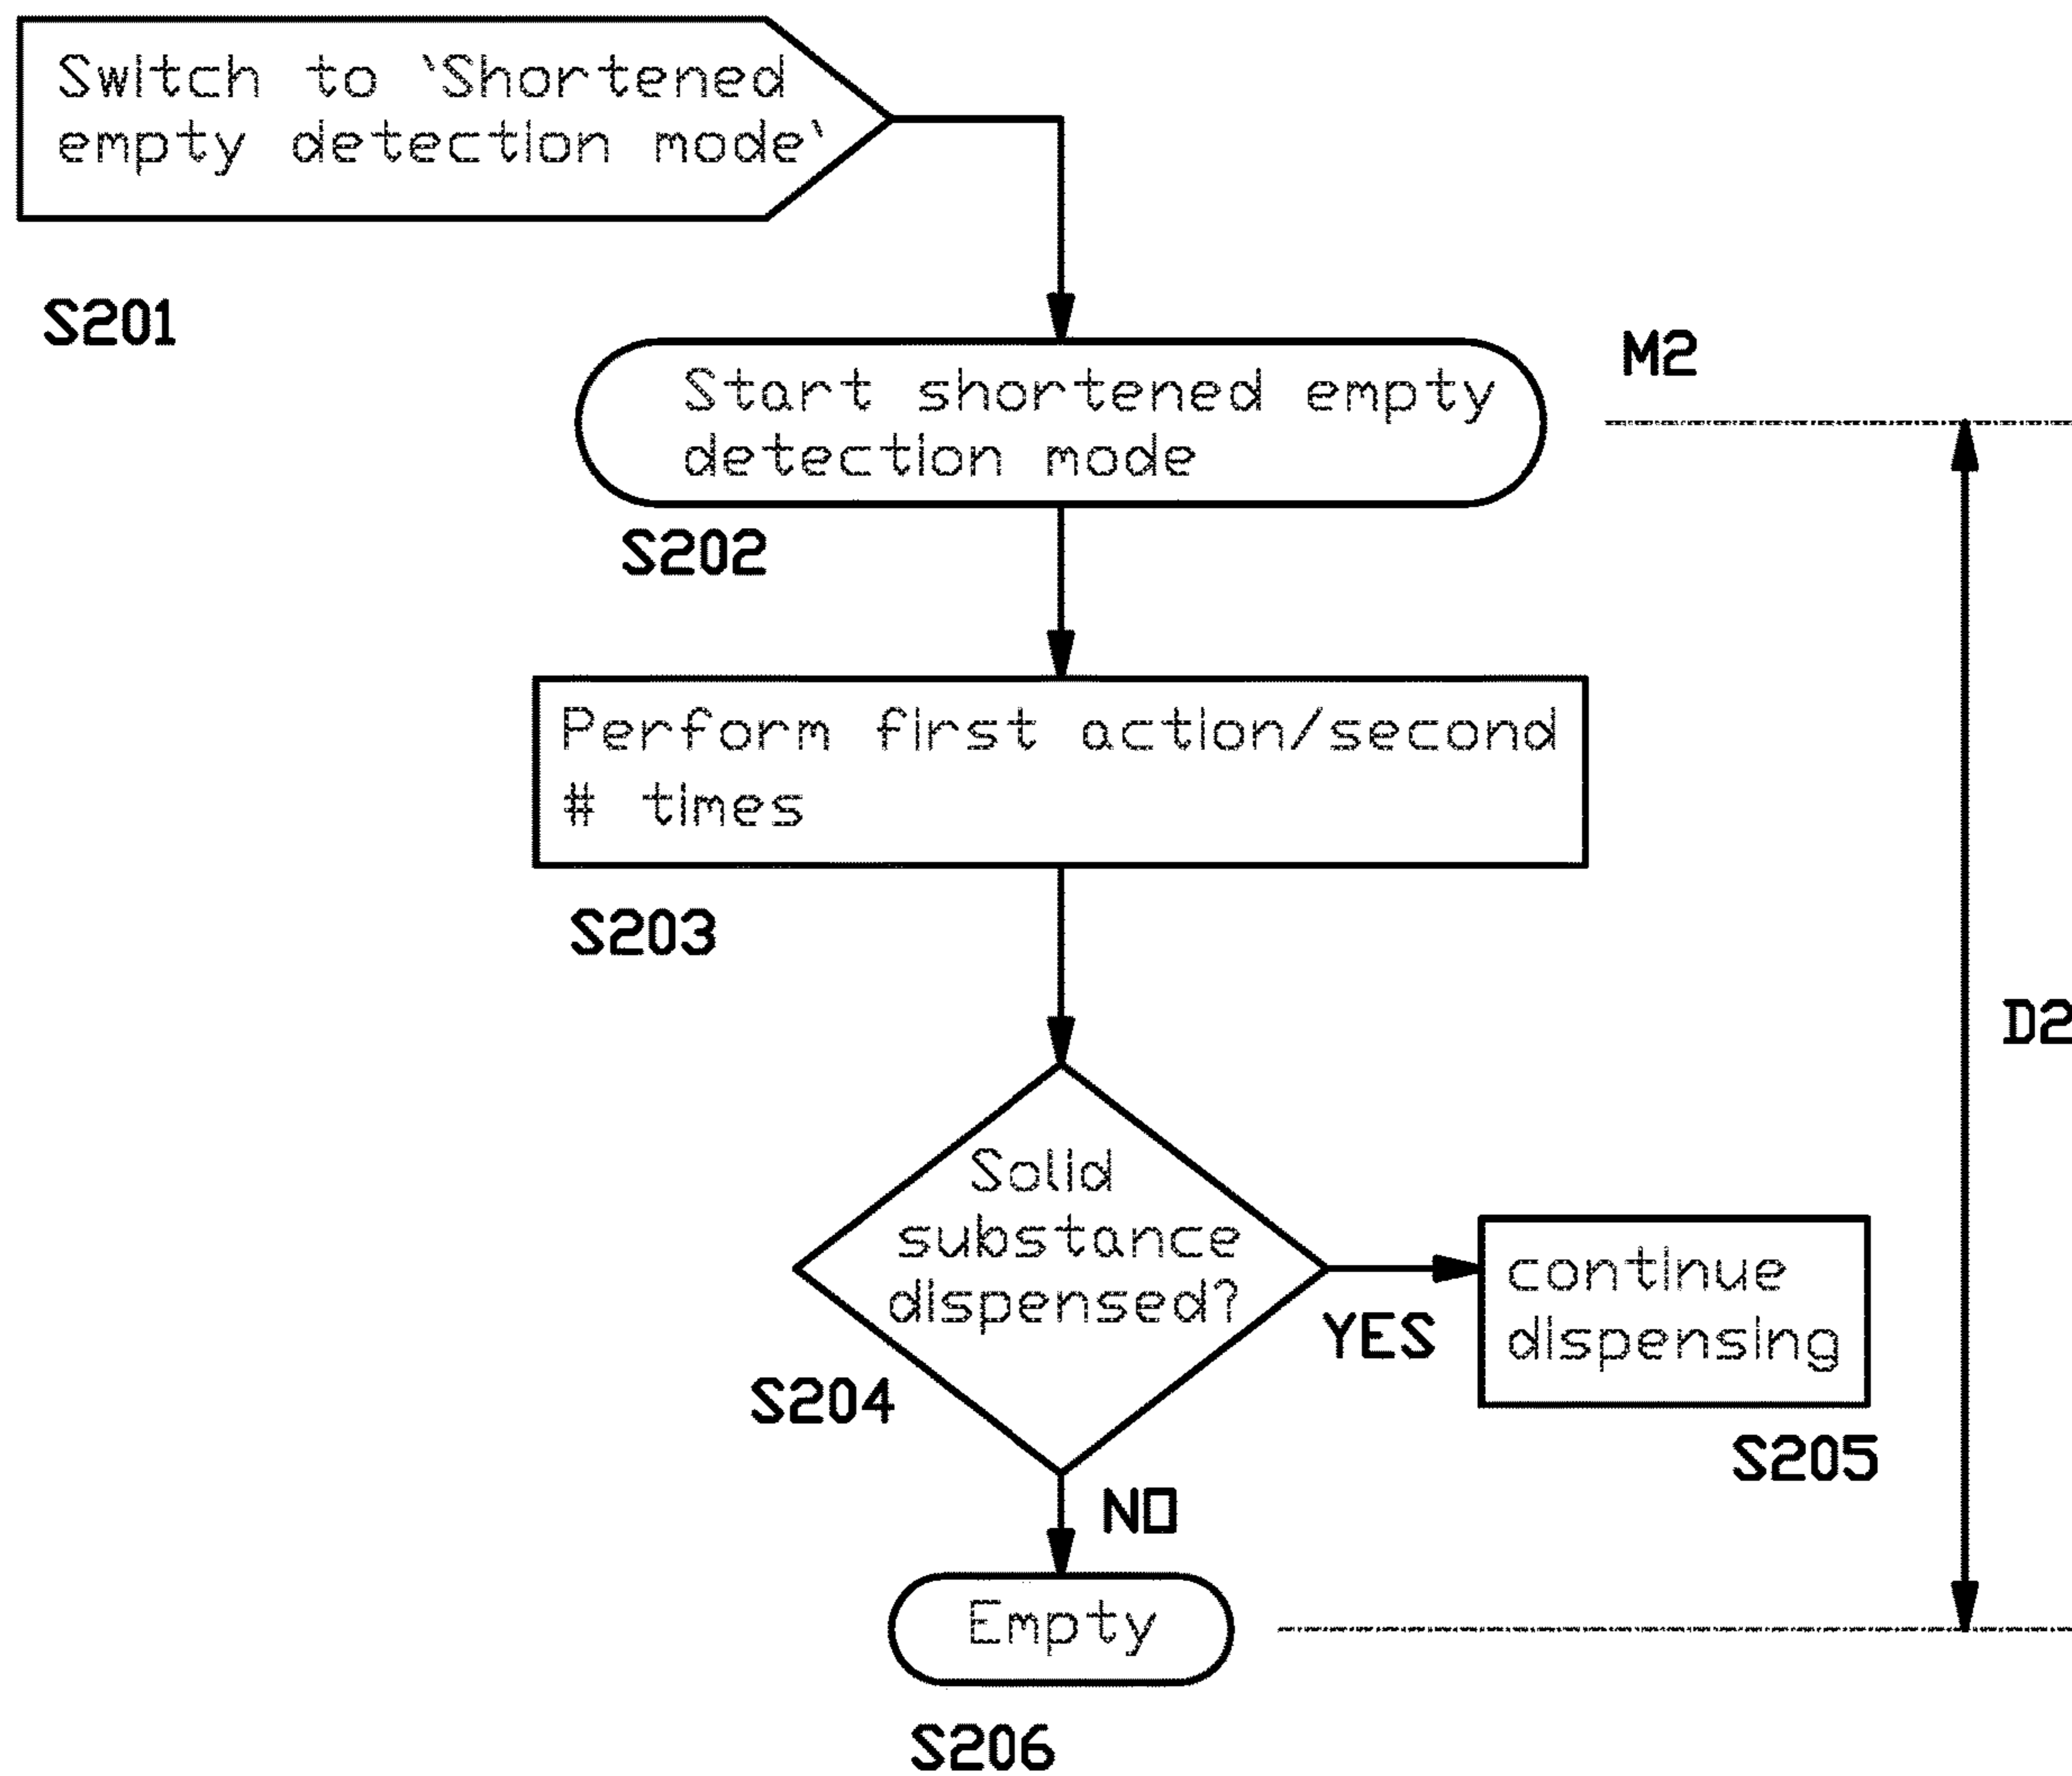 Switch to `Shortened
empty detection mode`
S201
M2
Start shortened empty
detection mode
S202
Perform first action/second
# times
S203
D2
Solid
substance
dispensed?
YES
continue
dispensing
S204
S205
NO
Empty
S206